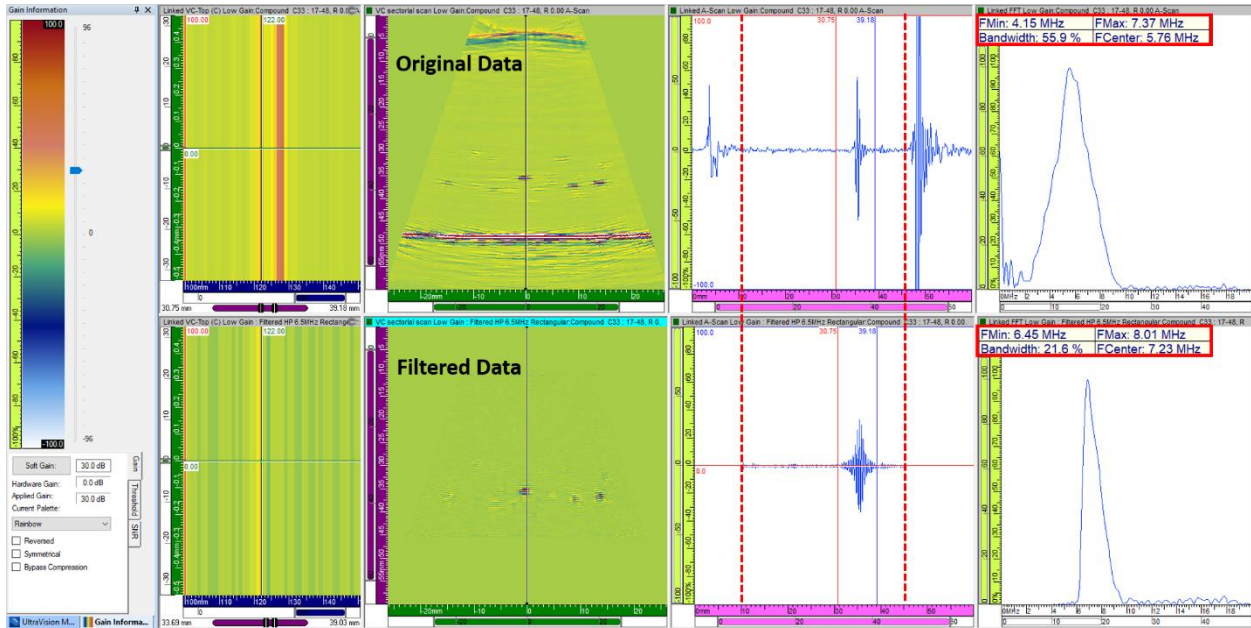 Gain Information
100.0
96
0
-96
-100.0
Soft Gain: 30.0 dB
Hardware Gain: 0.0 dB
Applied Gain: 30.0 dB
Current Palette:
Rainbow
Reversed
Symmetrical
Bypass Compression
Gain
Threshold
SNR
UltraVision M...
Gain Informa...
Linked VC-Top (C) Low Gain:Compound C33 : 17-48, R 0.00 A-Scan
100.00
122.00
0.00
30.75 mm
39.18 mm
VC sectorial scan Low Gain:Compound C33 : 17-48, R 0.00 A-Scan
Original Data
Linked A-Scan Low Gain:Compound C33 : 17-48, R 0.00 A-Scan
100.0
30.75
39.18
-100.0
Linked FFT Low Gain:Compound C33 : 17-48, R 0.00 A-Scan
FMin: 4.15 MHz FMax: 7.37 MHz
Bandwidth: 55.9 % FCenter: 5.76 MHz
Linked VC-Top (C) Low Gain : Filtered HP 6.5MHz Rectangular
100.00
122.00
0.00
33.69 mm
39.03 mm
VC sectorial scan Low Gain : Filtered HP 6.5MHz Rectangular:Compound C33 : 17-48, R 0...
Filtered Data
Linked A-Scan Low Gain : Filtered HP 6.5MHz Rectangular:Compound C33 : 17-48, R 0.00...
100.0
30.75
39.18
0.0
Linked FFT Low Gain : Filtered HP 6.5MHz Rectangular:Compound C33 : 17-48, R
FMin: 6.45 MHz FMax: 8.01 MHz
Bandwidth: 21.6 % FCenter: 7.23 MHz